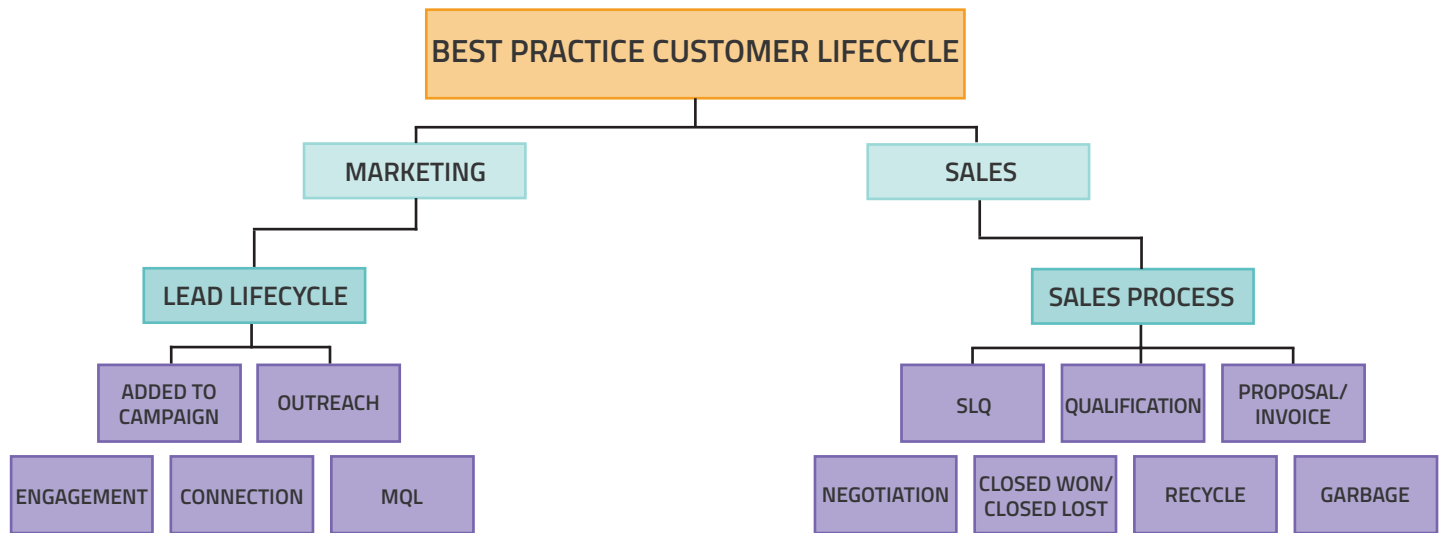 BEST PRACTICE CUSTOMER LIFECYCLE
MARKETING
SALES
LEAD LIFECYCLE
SALES PROCESS
ADDED TO
CAMPAIGN
OUTREACH
SLQ
QUALIFICATION
PROPOSAL/
INVOICE
ENGAGEMENT
CONNECTION
MQL
NEGOTIATION
CLOSED WON/
CLOSED LOST
RECYCLE
GARBAGE